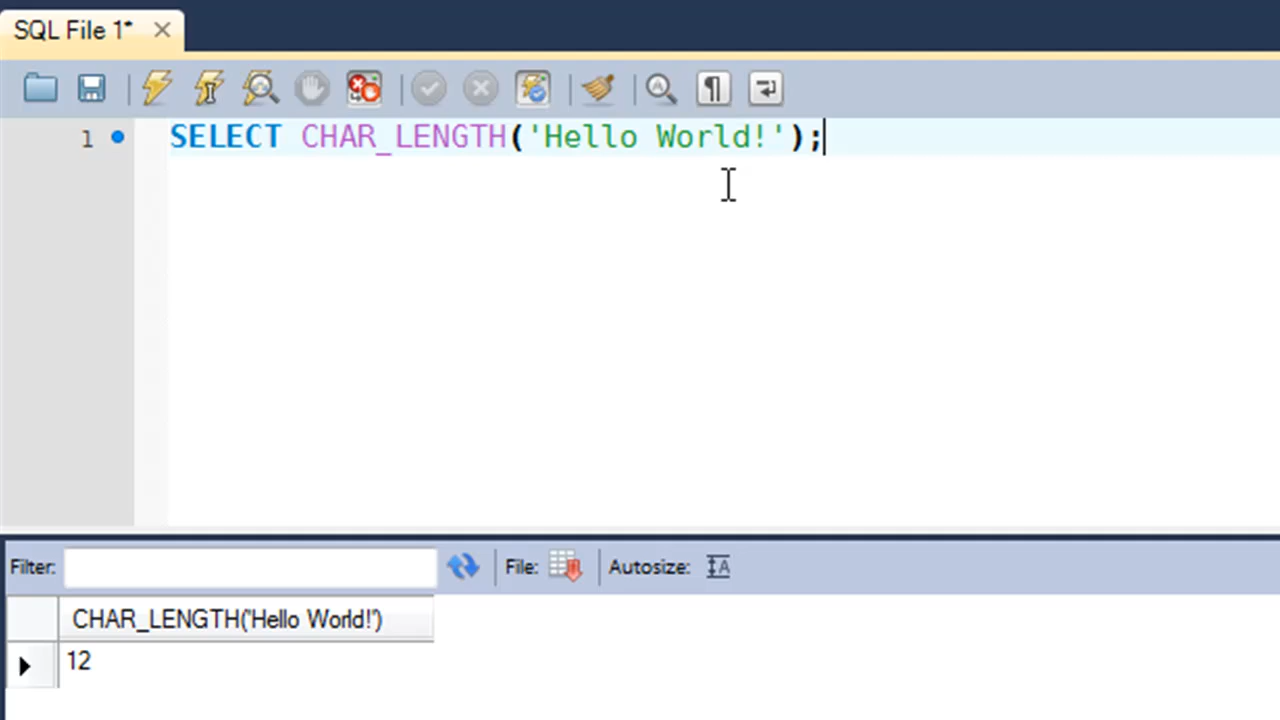 SQL File 1*
1 SELECT CHAR_LENGTH('Hello World!');
Filter: File: Autosize:
CHAR_LENGTH('Hello World!')
12